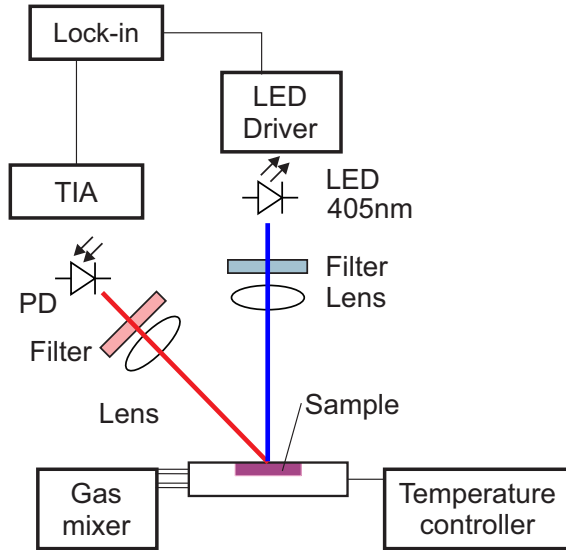 Lock-in
LED
Driver
TIA
LED
405nm
Filter
Lens
PD
Filter
Lens
Sample
Gas
mixer
Temperature
controller